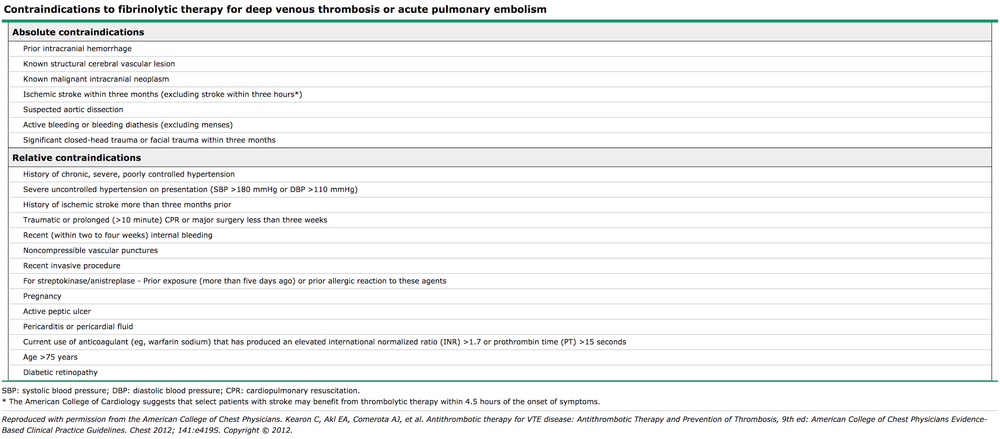 Contraindications to fibrinolytic therapy for deep venous thrombosis or acute pulmonary embolism
Absolute contraindications
Prior intracranial hemorrhage
Known structural cerebral vascular lesion
Known malignant intracranial neoplasm
Ischemic stroke within three months (excluding stroke within three hours*)
Suspected aortic dissection
Active bleeding or bleeding diathesis (excluding menses)
Significant closed-head trauma or facial trauma within three months
Relative contraindications
History of chronic, severe, poorly controlled hypertension
Severe uncontrolled hypertension on presentation (SBP >180 mmHg or DBP >110 mmHg)
History of ischemic stroke more than three months prior
Traumatic or prolonged (>10 minute) CPR or major surgery less than three weeks
Recent (within two to four weeks) internal bleeding
Noncompressible vascular punctures
Recent invasive procedure
For streptokinase/anistreplase - Prior exposure (more than five days ago) or prior allergic reaction to these agents
Pregnancy
Active peptic ulcer
Pericarditis or pericardial fluid
Current use of anticoagulant (eg, warfarin sodium) that has produced an elevated international normalized ratio (INR) >1.7 or prothrombin time (PT) >15 seconds
Age >75 years
Diabetic retinopathy
SBP: systolic blood pressure; DBP: diastolic blood pressure; CPR: cardiopulmonary resuscitation.
* The American College of Cardiology suggests that select patients with stroke may benefit from thrombolytic therapy within 4.5 hours of the onset of symptoms.
Reproduced with permission from the American College of Chest Physicians. Kearon C, Akl EA, Comerota AJ, et al. Antithrombotic therapy for VTE disease: Antithrombotic Therapy and Prevention of Thrombosis, 9th ed: American College of Chest Physicians Evidence-
Based Clinical Practice Guidelines. Chest 2012; 141:e419S. Copyright © 2012.